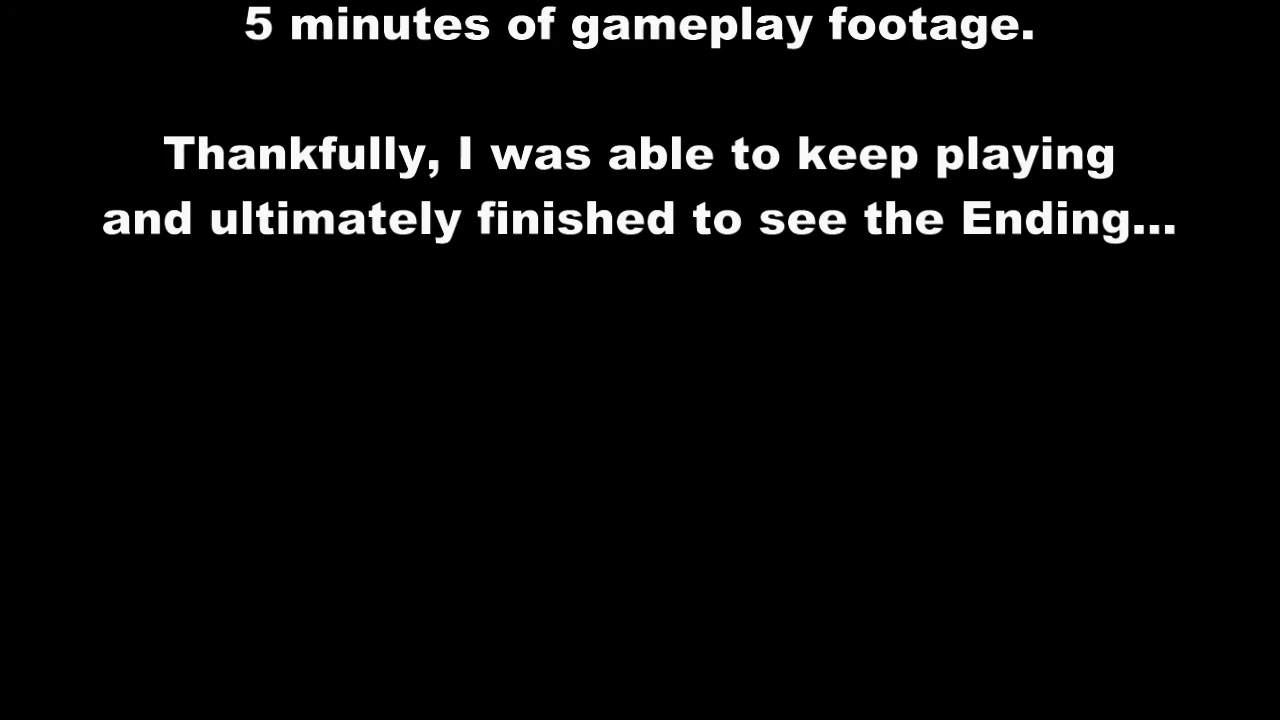 5 minutes of gameplay footage.
Thankfully, I was able to keep playing
and ultimately finished to see the Ending...